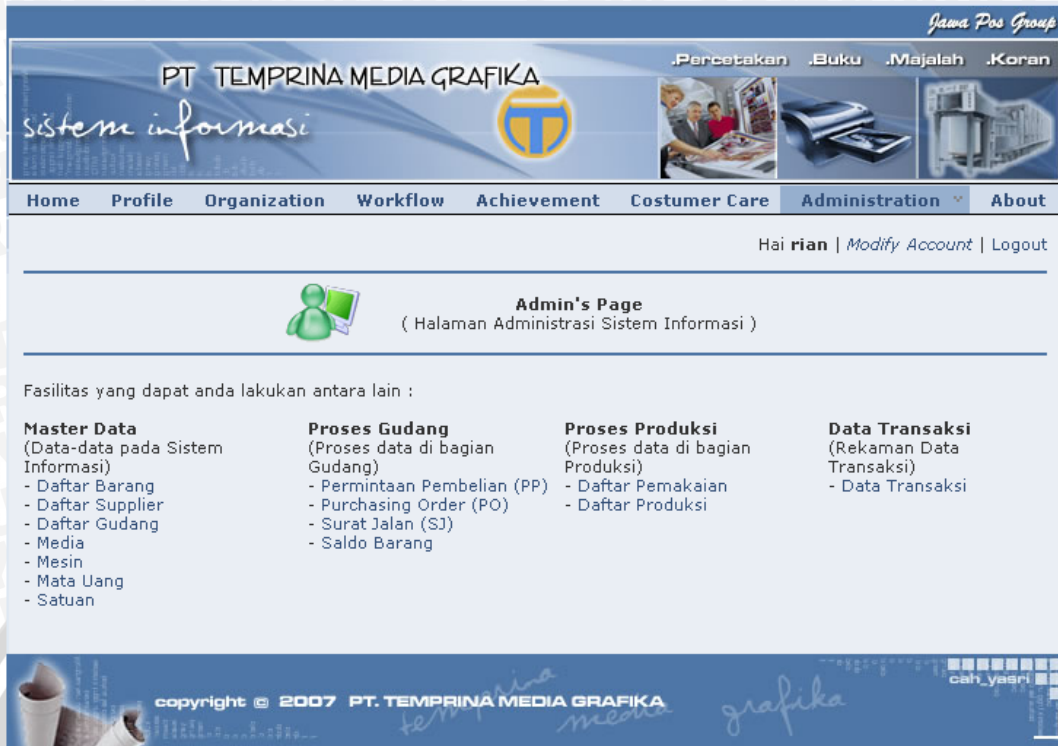 Jawa Pos Group
.Percetakan .Buku .Majalah .Koran
PT TEMPRINA MEDIA GRAFIKA
sistem informasi
Home Profile Organization Workflow Achievement Costumer Care Administration About
Hai rian | Modify Account | Logout
Admin's Page
( Halaman Administrasi Sistem Informasi )
Fasilitas yang dapat anda lakukan antara lain :
Master Data
(Data-data pada Sistem
Informasi)
- Daftar Barang
- Daftar Supplier
- Daftar Gudang
- Media
- Mesin
- Mata Uang
- Satuan
Proses Gudang
(Proses data di bagian
Gudang)
- Permintaan Pembelian (PP)
- Purchasing Order (PO)
- Surat Jalan (SJ)
- Saldo Barang
Proses Produksi
(Proses data di bagian
Produksi)
- Daftar Pemakaian
- Daftar Produksi
Data Transaksi
(Rekaman Data
Transaksi)
- Data Transaksi
temprina media grafika
cah_yasri
copyright © 2007 PT. TEMPRINA MEDIA GRAFIKA